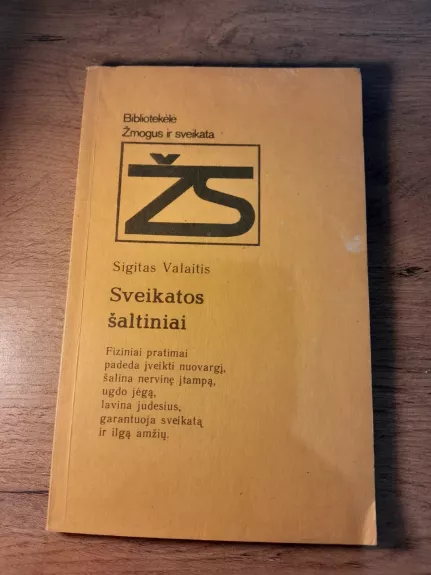 Bibliotekėlė
Žmogus ir sveikata
ŽS
Sigitas Valaitis
Sveikatos
šaltiniai
Fiziniai pratimai
padeda įveikti nuovargį,
šalina nervinę įtampą,
ugdo jėgą,
lavina judesius,
garantuoja sveikatą
ir ilgą amžių.